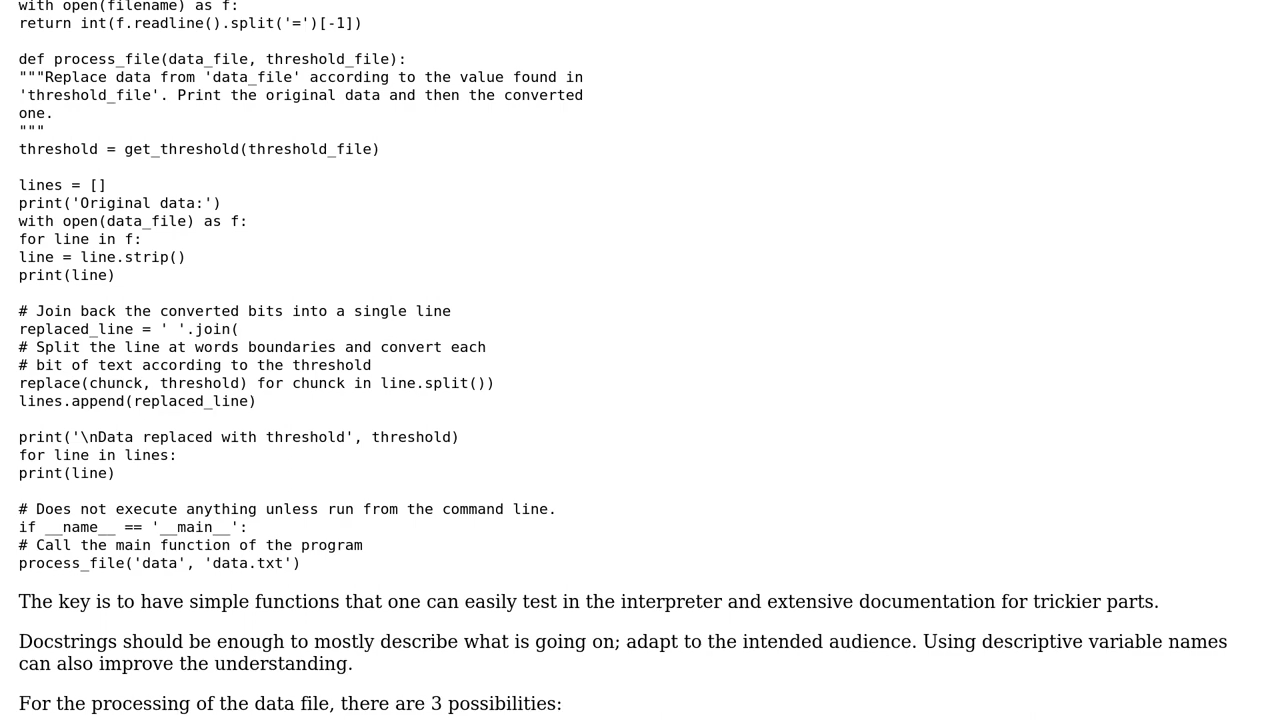 with open(filename) as f:
return int(f.readline().split('=')[-1])

def process_file(data_file, threshold_file):
"""Replace data from 'data_file' according to the value found in
'threshold_file'. Print the original data and then the converted
one.
"""
threshold = get_threshold(threshold_file)

lines = []
print('Original data:')
with open(data_file) as f:
for line in f:
line = line.strip()
print(line)

# Join back the converted bits into a single line
replaced_line = ' '.join(
# Split the line at words boundaries and convert each
# bit of text according to the threshold
replace(chunck, threshold) for chunck in line.split())
lines.append(replaced_line)

print('\nData replaced with threshold', threshold)
for line in lines:
print(line)

# Does not execute anything unless run from the command line.
if __name__ == '__main__':
# Call the main function of the program
process_file('data', 'data.txt')

The key is to have simple functions that one can easily test in the interpreter and extensive documentation for trickier parts.

Docstrings should be enough to mostly describe what is going on; adapt to the intended audience. Using descriptive variable names
can also improve the understanding.

For the processing of the data file, there are 3 possibilities: